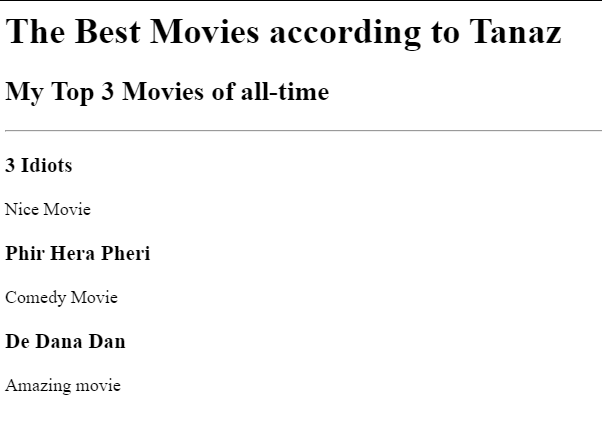 The Best Movies according to Tanaz
My Top 3 Movies of all-time
3 Idiots
Nice Movie
Phir Hera Pheri
Comedy Movie
De Dana Dan
Amazing movie